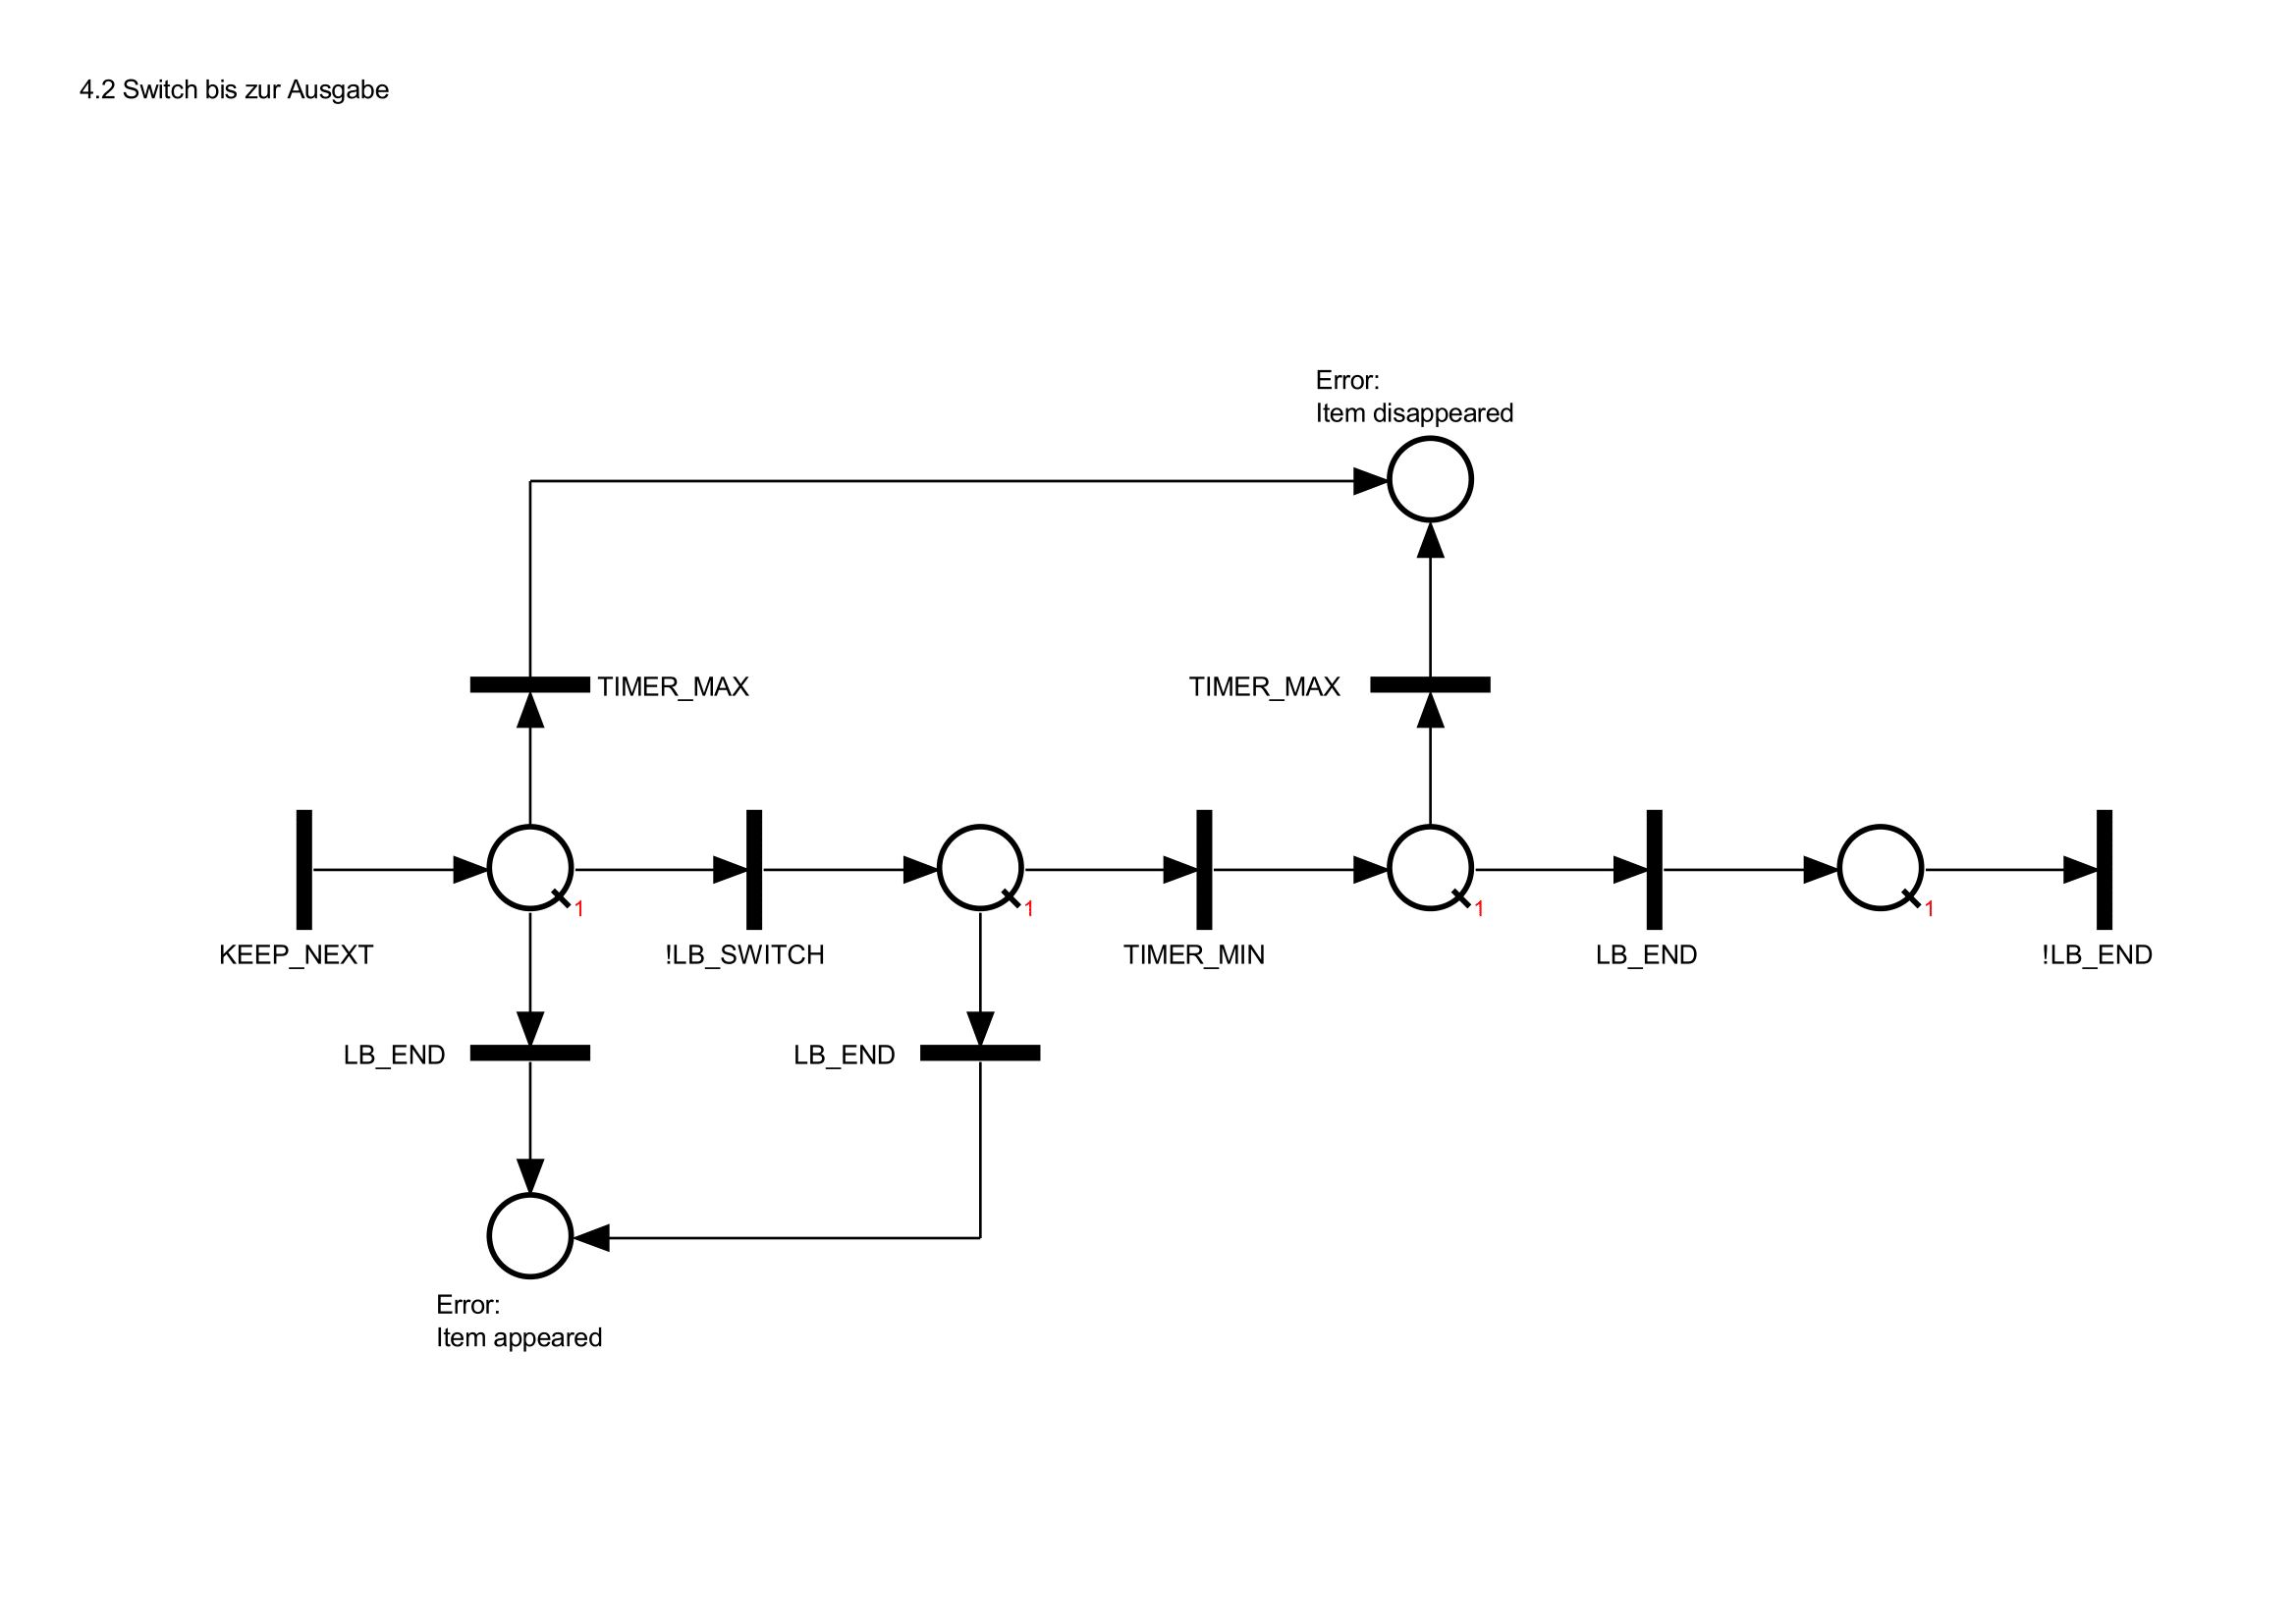 4.2 Switch bis zur Ausgabe
Error:
Item disappeared
TIMER_MAX
TIMER_MAX
1
1
1
1
KEEP_NEXT
!LB_SWITCH
TIMER_MIN
LB_END
!LB_END
LB_END
LB_END
Error:
Item appeared